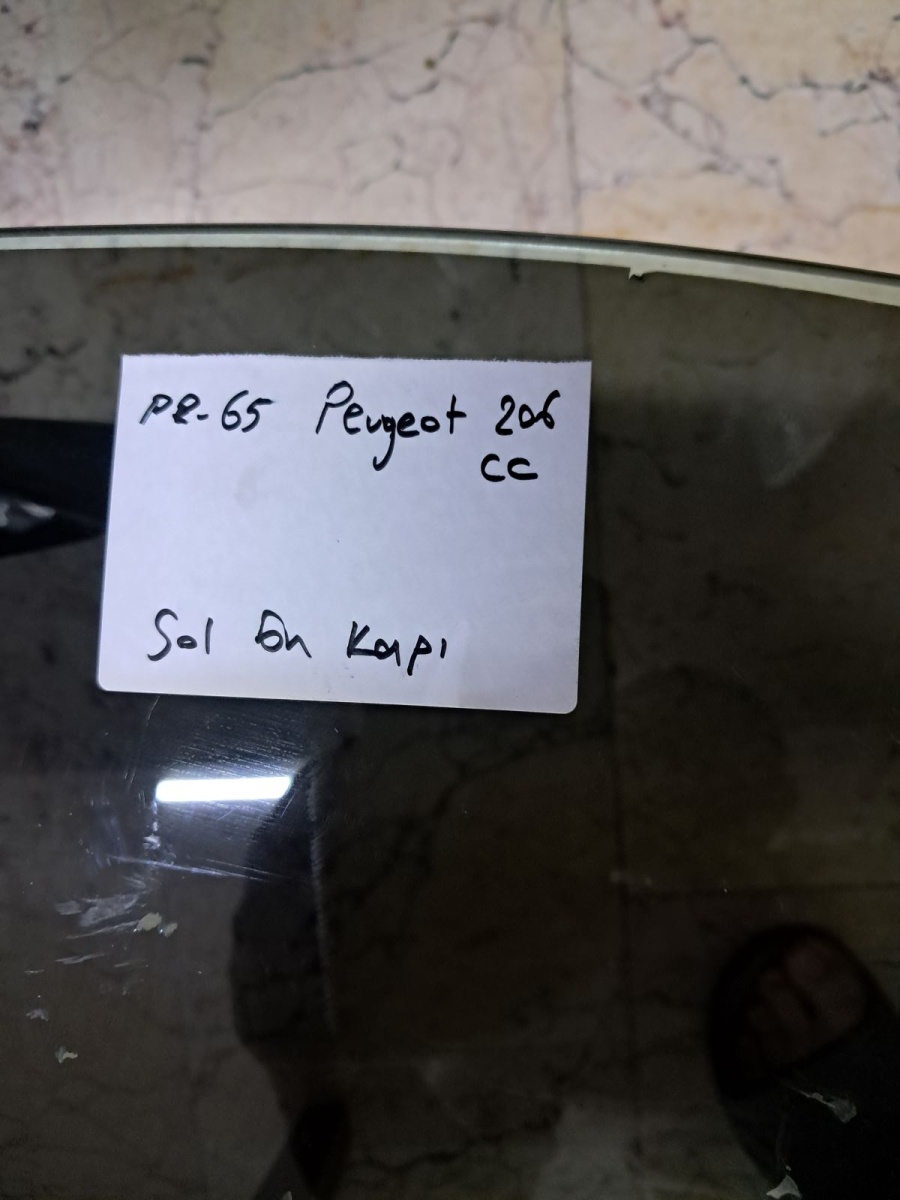 PE-65 Peugeot 206
CC
Sol Ön Kapı